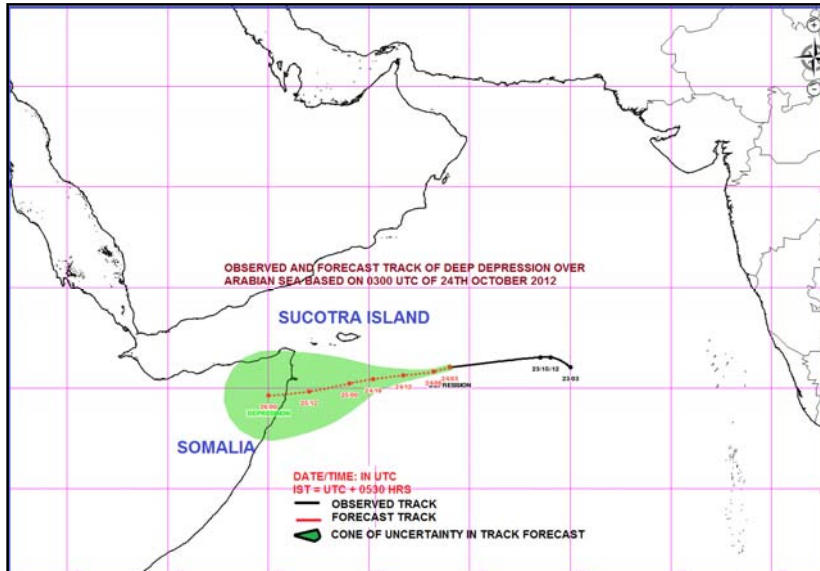 OBSERVED AND FORECAST TRACK OF DEEP DEPRESSION OVER
ARABIAN SEA BASED ON 0300 UTC OF 24TH OCTOBER 2012
SUCOTRA ISLAND
24/03
23/03
25/12
DEPRESSION
SOMALIA
DATE/TIME: IN UTC
IST = UTC + 0530 HRS
OBSERVED TRACK
FORECAST TRACK
CONE OF UNCERTAINTY IN TRACK FORECAST